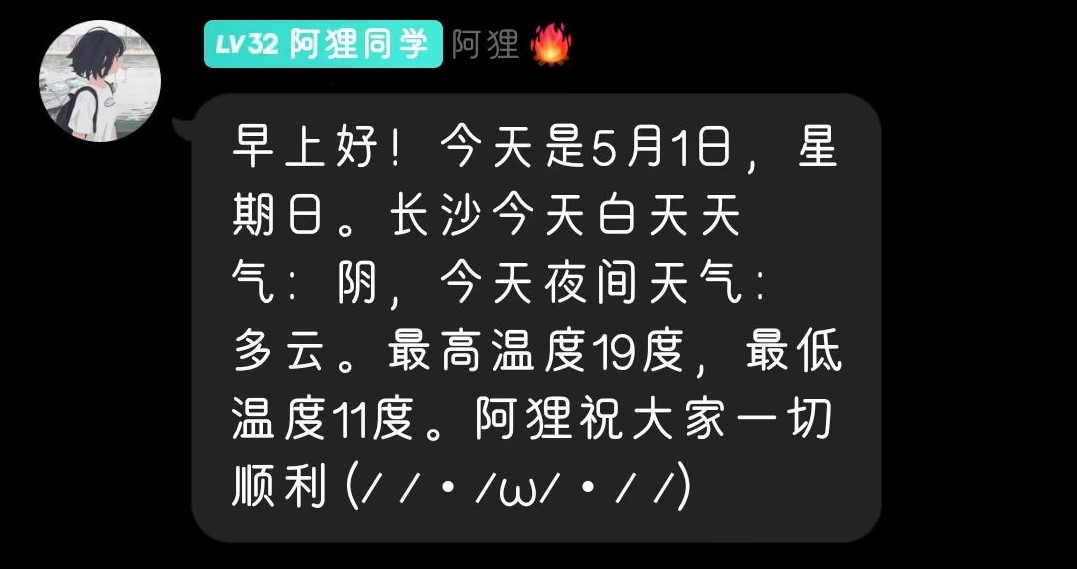 LV32 阿狸同学 阿狸🔥
早上好！今天是5月1日，星
期日。长沙今天白天天
气：阴，今天夜间天气：
多云。最高温度19度，最低
温度11度。阿狸祝大家一切
顺利(/ / • /ω/ • / /)